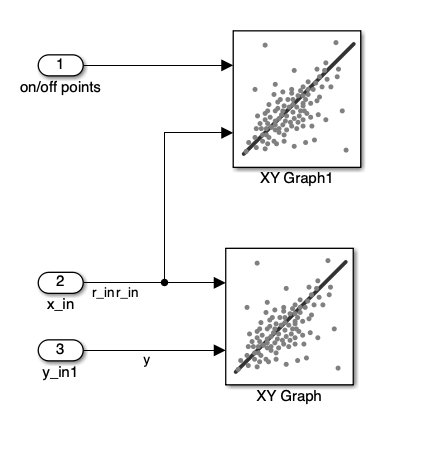 1
on/off points
XY Graph1
2
r_inr_in
x_in
3
y
y_in1
XY Graph